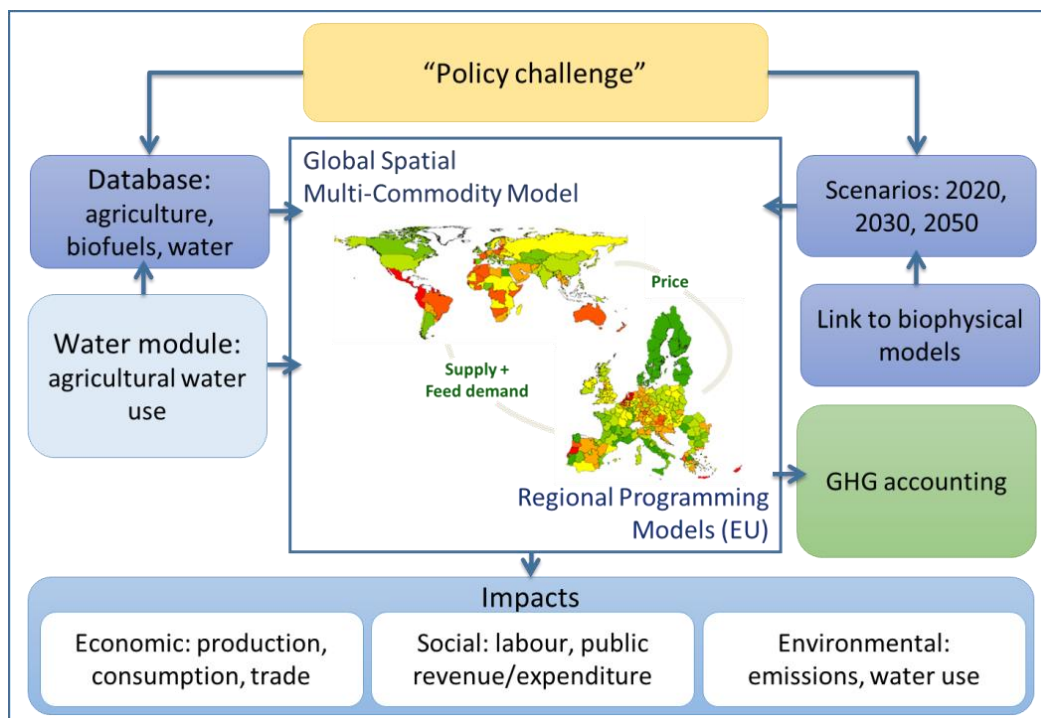 “Policy challenge”
Database:
agriculture,
biofuels, water
Water module:
agricultural water
use
Global Spatial
Multi-Commodity Model
Price
Supply +
Feed demand
Regional Programming
Models (EU)
Scenarios: 2020,
2030, 2050
Link to biophysical
models
GHG accounting
Impacts
Economic: production,
consumption, trade
Social: labour, public
revenue/expenditure
Environmental:
emissions, water use